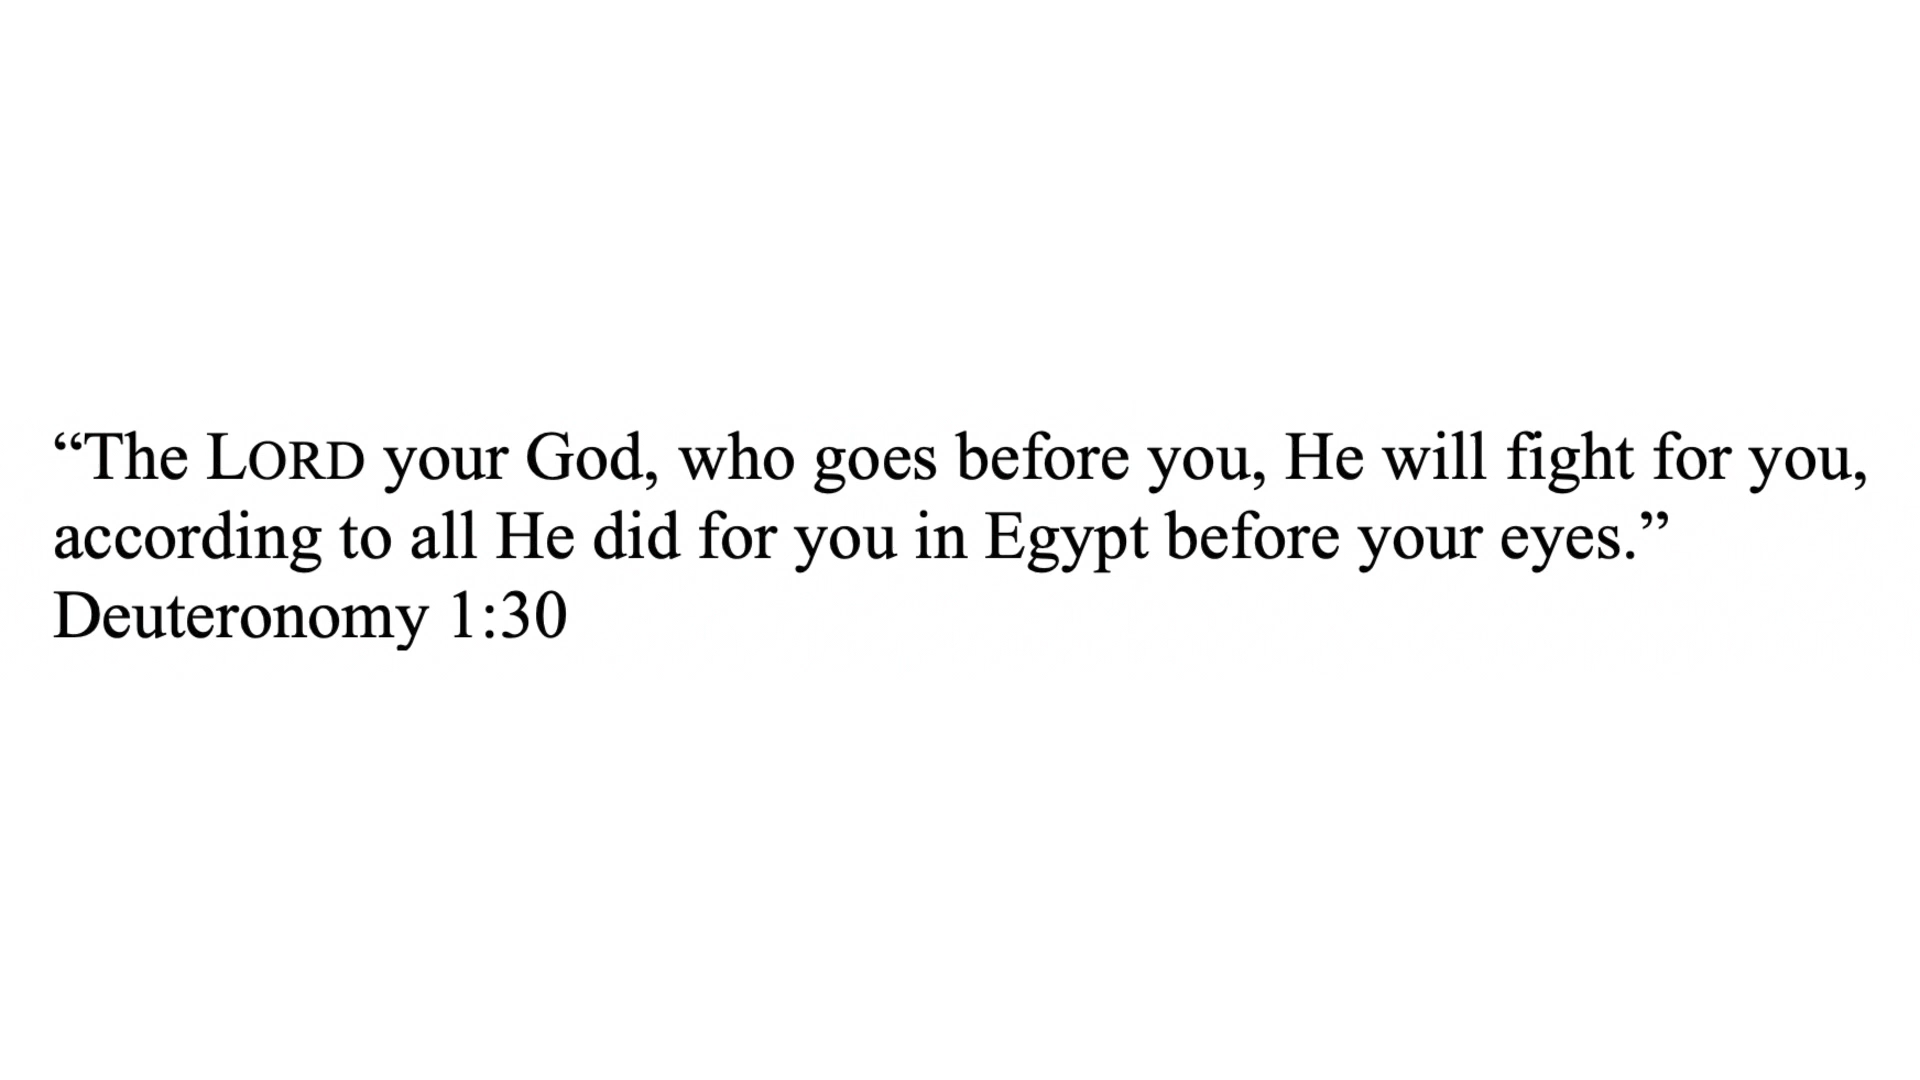 “The LORD your God, who goes before you, He will fight for you,
according to all He did for you in Egypt before your eyes.”
Deuteronomy 1:30